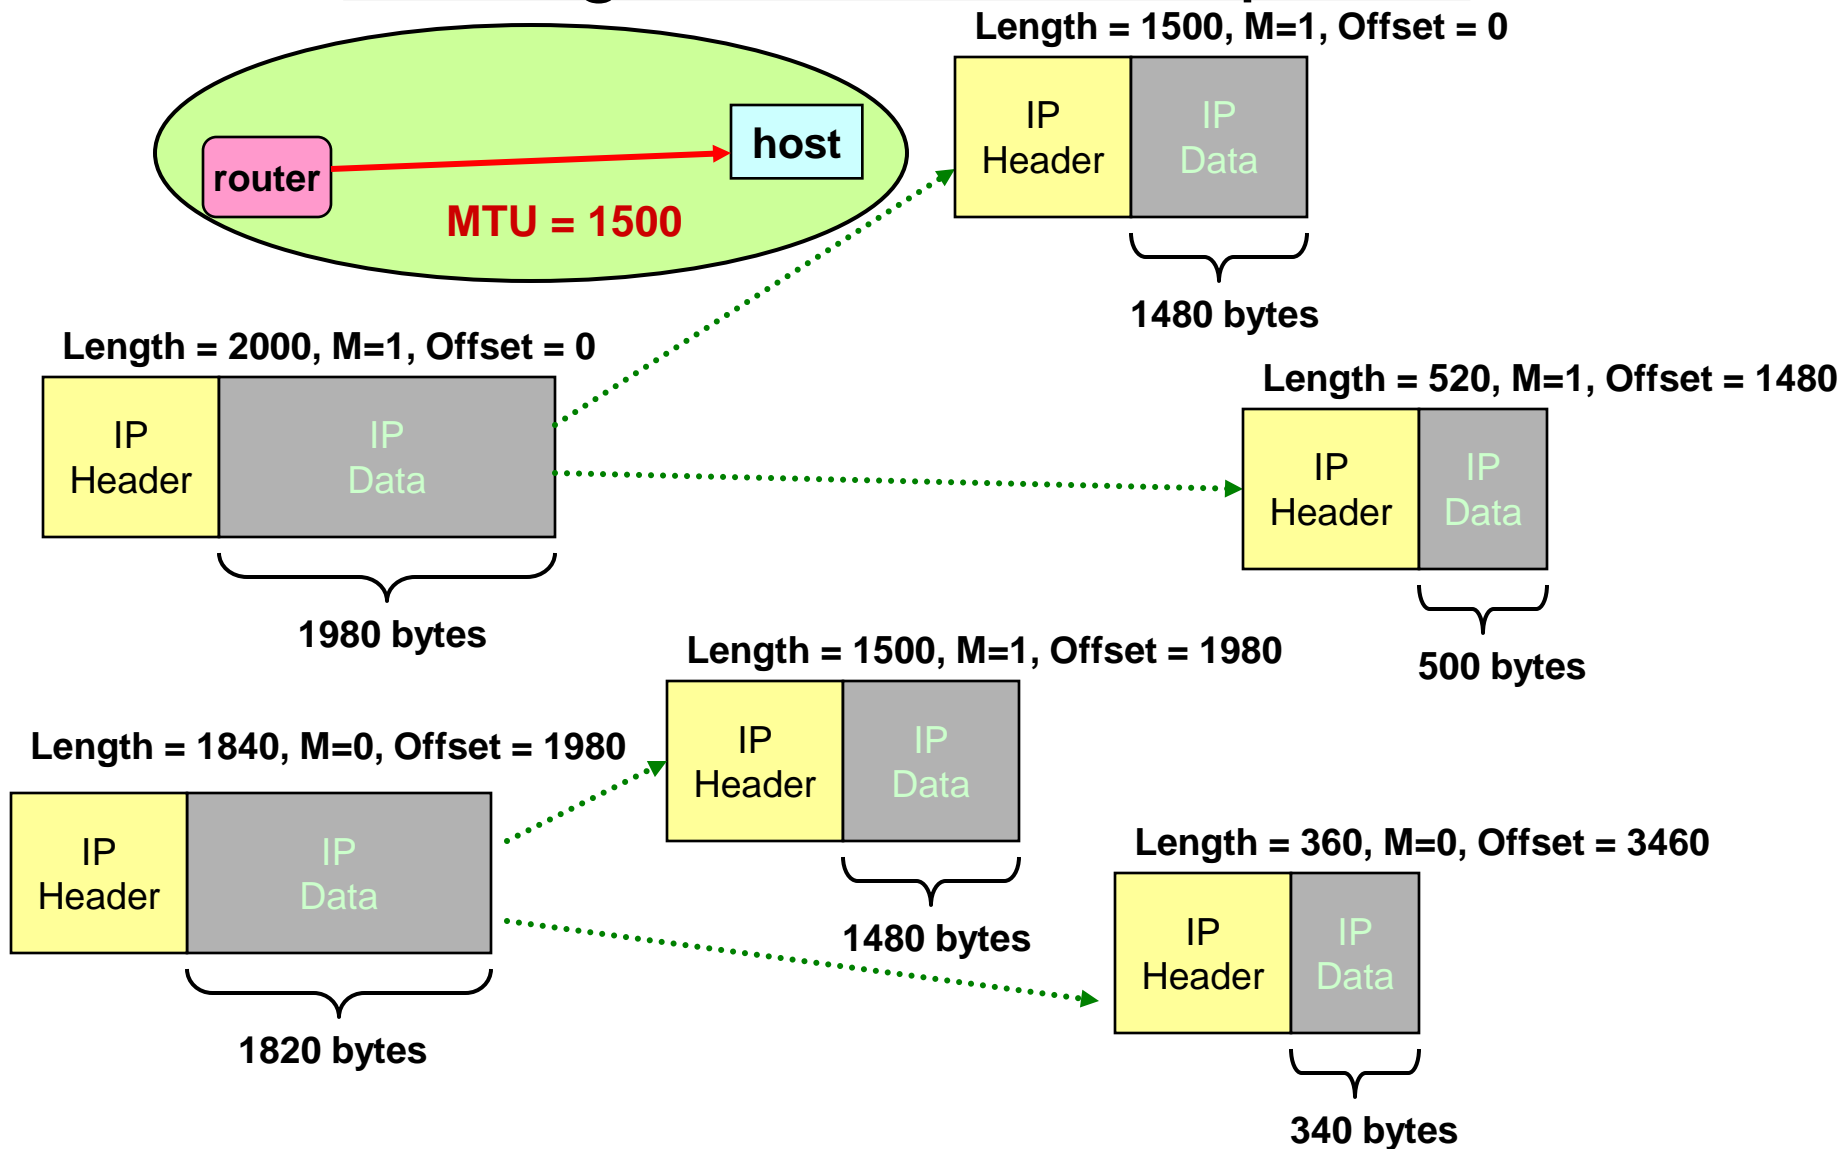 Length = 1500, M=1, Offset = 0
IP
Header
IP
Data
1480 bytes
router
host
MTU = 1500
Length = 2000, M=1, Offset = 0
IP
Header
IP
Data
1980 bytes
Length = 520, M=1, Offset = 1480
IP
Header
IP
Data
500 bytes
Length = 1500, M=1, Offset = 1980
IP
Header
IP
Data
1480 bytes
Length = 1840, M=0, Offset = 1980
IP
Header
IP
Data
1820 bytes
Length = 360, M=0, Offset = 3460
IP
Header
IP
Data
340 bytes